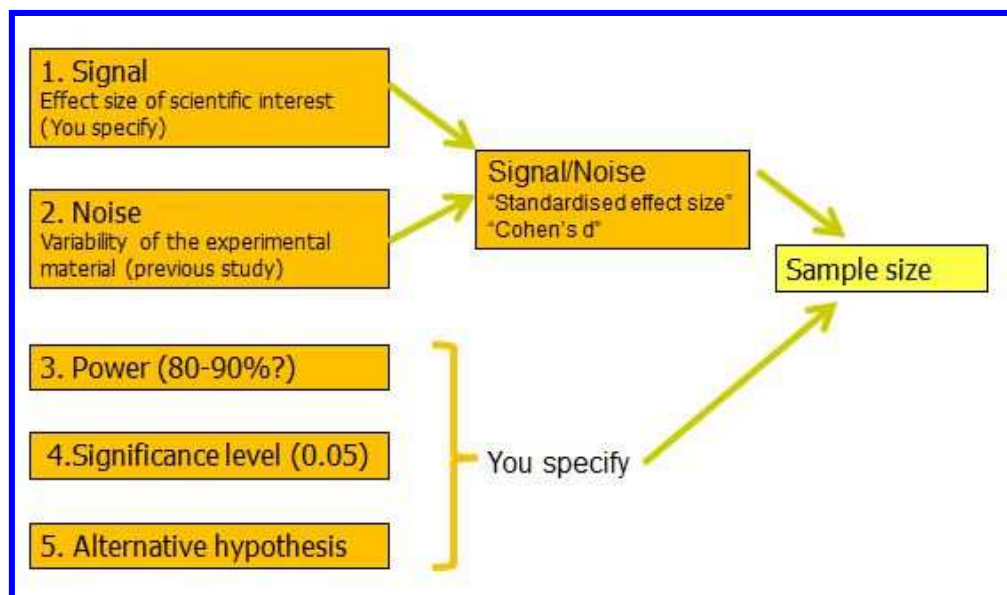 1. Signal
Effect size of scientific interest
(You specify)
2. Noise
Variability of the experimental
material (previous study)
Signal/Noise
“Standardised effect size”
“Cohen’s d”
Sample size
3. Power (80-90%?)
4.Significance level (0.05)
5. Alternative hypothesis
You specify